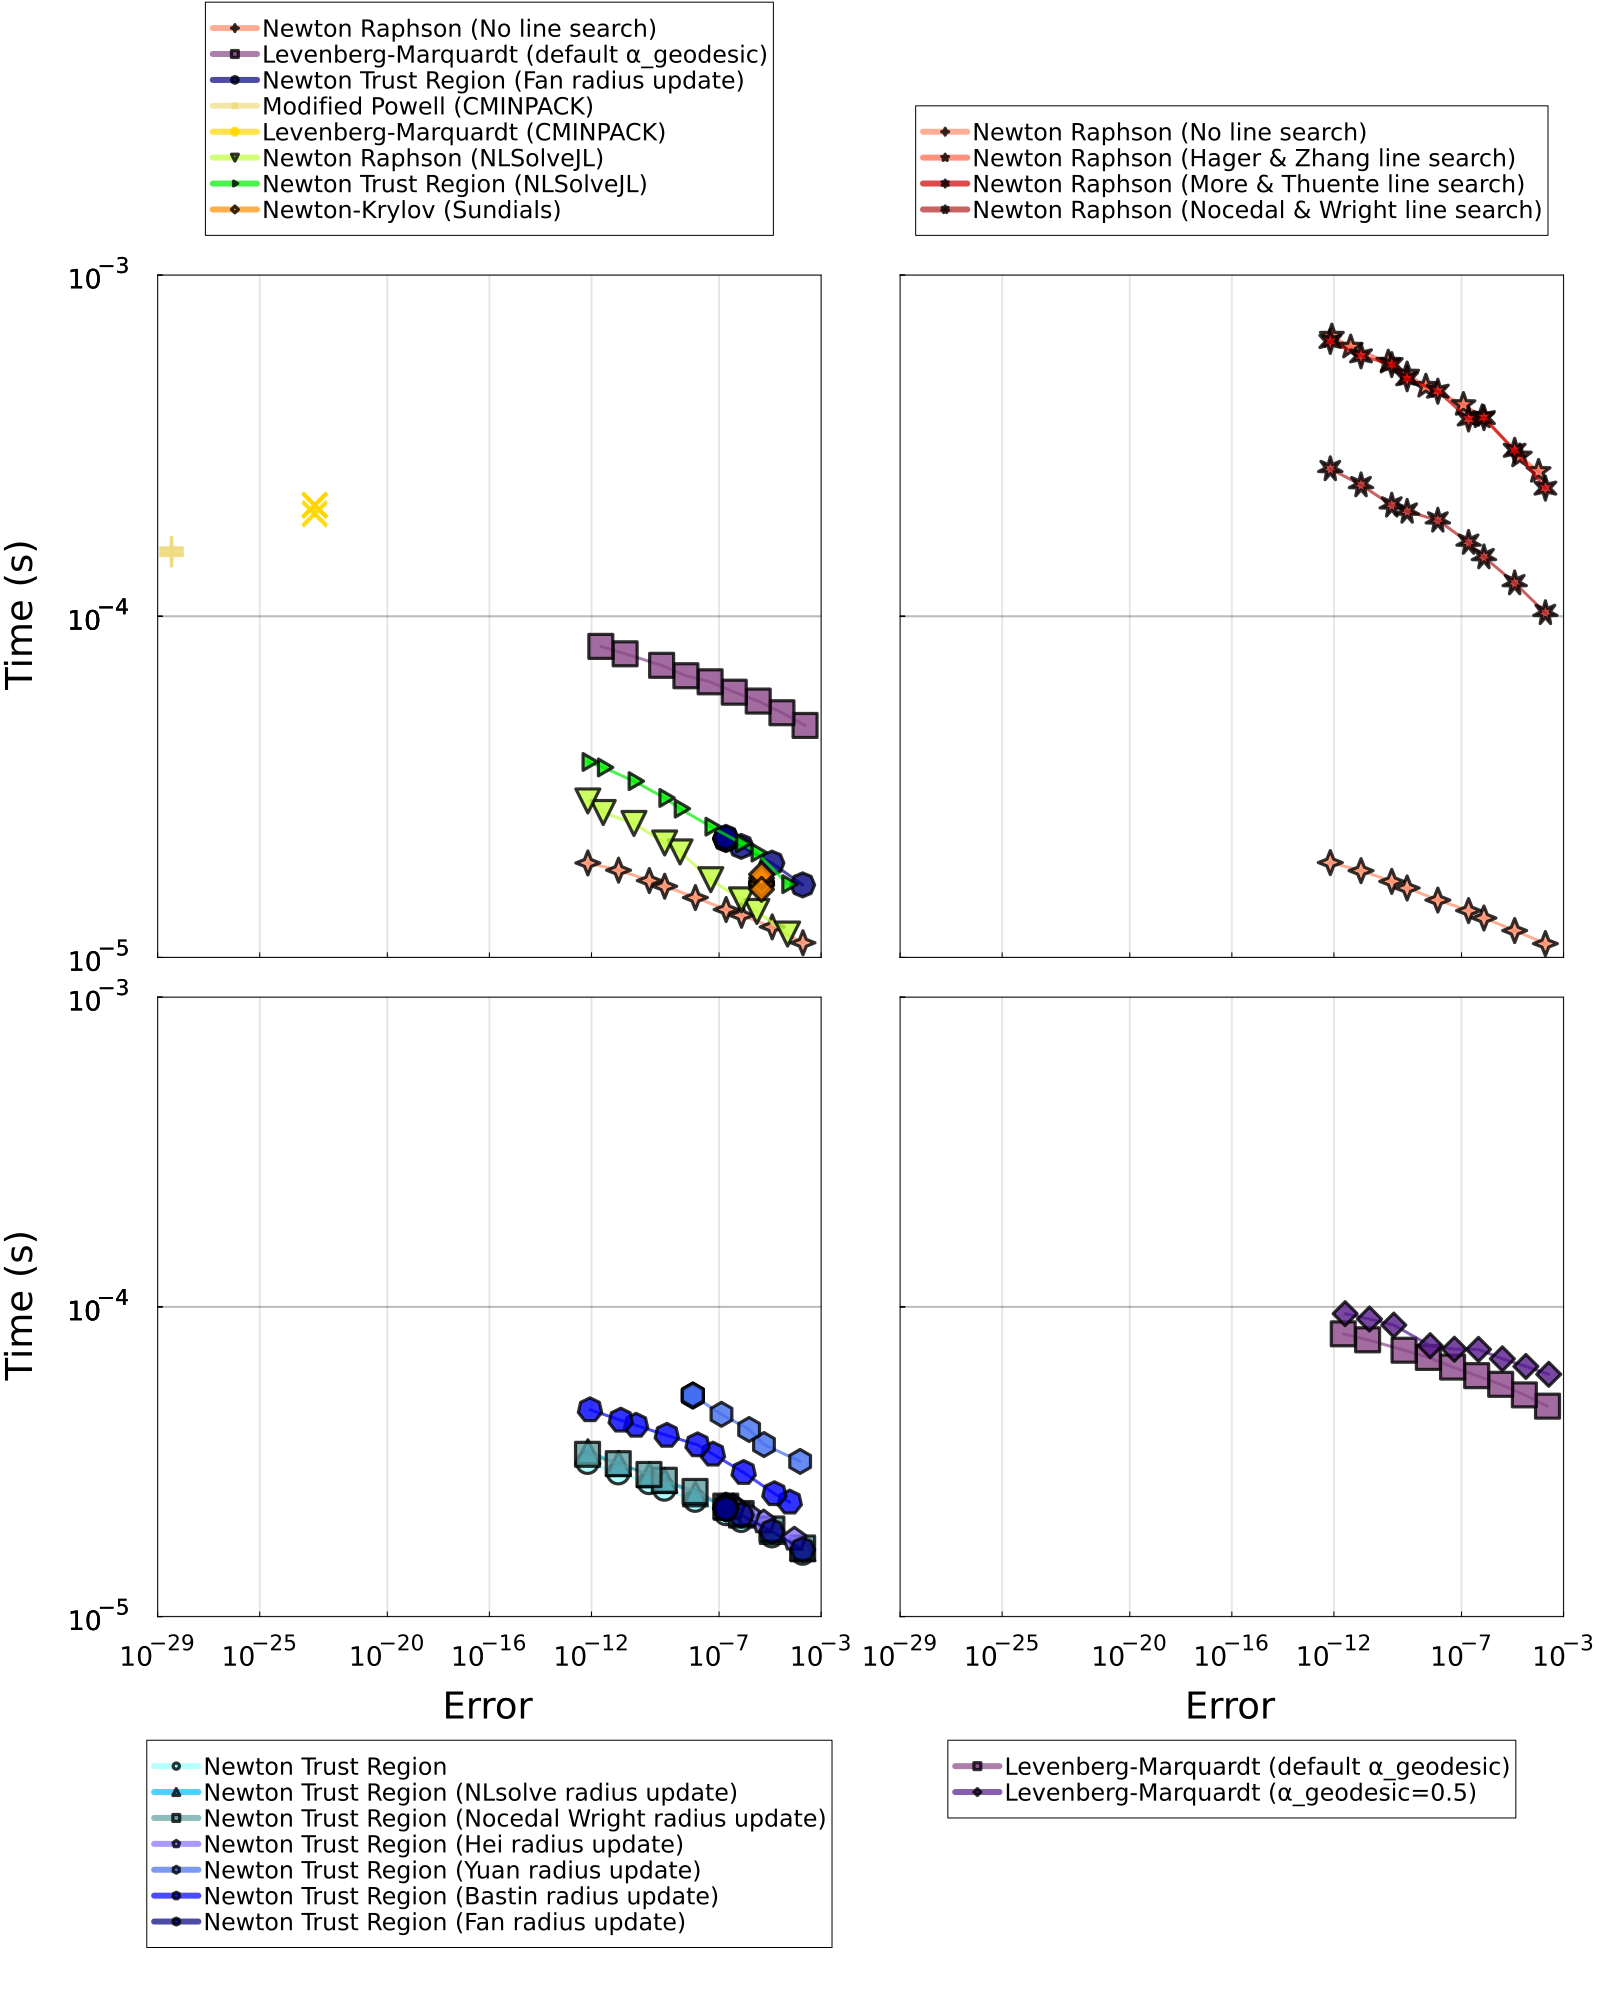 Newton Raphson (No line search)
Levenberg-Marquardt (default α_geodesic)
Newton Trust Region (Fan radius update)
Modified Powell (CMINPACK)
Levenberg-Marquardt (CMINPACK)
Newton Raphson (NLSolveJL)
Newton Trust Region (NLSolveJL)
Newton-Krylov (Sundials)
Newton Raphson (No line search)
Newton Raphson (Hager & Zhang line search)
Newton Raphson (More & Thuente line search)
Newton Raphson (Nocedal & Wright line search)
10⁻³
10⁻⁴
10⁻⁵
Time (s)
10⁻³
10⁻⁴
10⁻⁵
Time (s)
10⁻²⁹ 10⁻²⁵ 10⁻²⁰ 10⁻¹⁶ 10⁻¹² 10⁻⁷ 10⁻³
Error
10⁻²⁹ 10⁻²⁵ 10⁻²⁰ 10⁻¹⁶ 10⁻¹² 10⁻⁷ 10⁻³
Error
Newton Trust Region
Newton Trust Region (NLsolve radius update)
Newton Trust Region (Nocedal Wright radius update)
Newton Trust Region (Hei radius update)
Newton Trust Region (Yuan radius update)
Newton Trust Region (Bastin radius update)
Newton Trust Region (Fan radius update)
Levenberg-Marquardt (default α_geodesic)
Levenberg-Marquardt (α_geodesic=0.5)